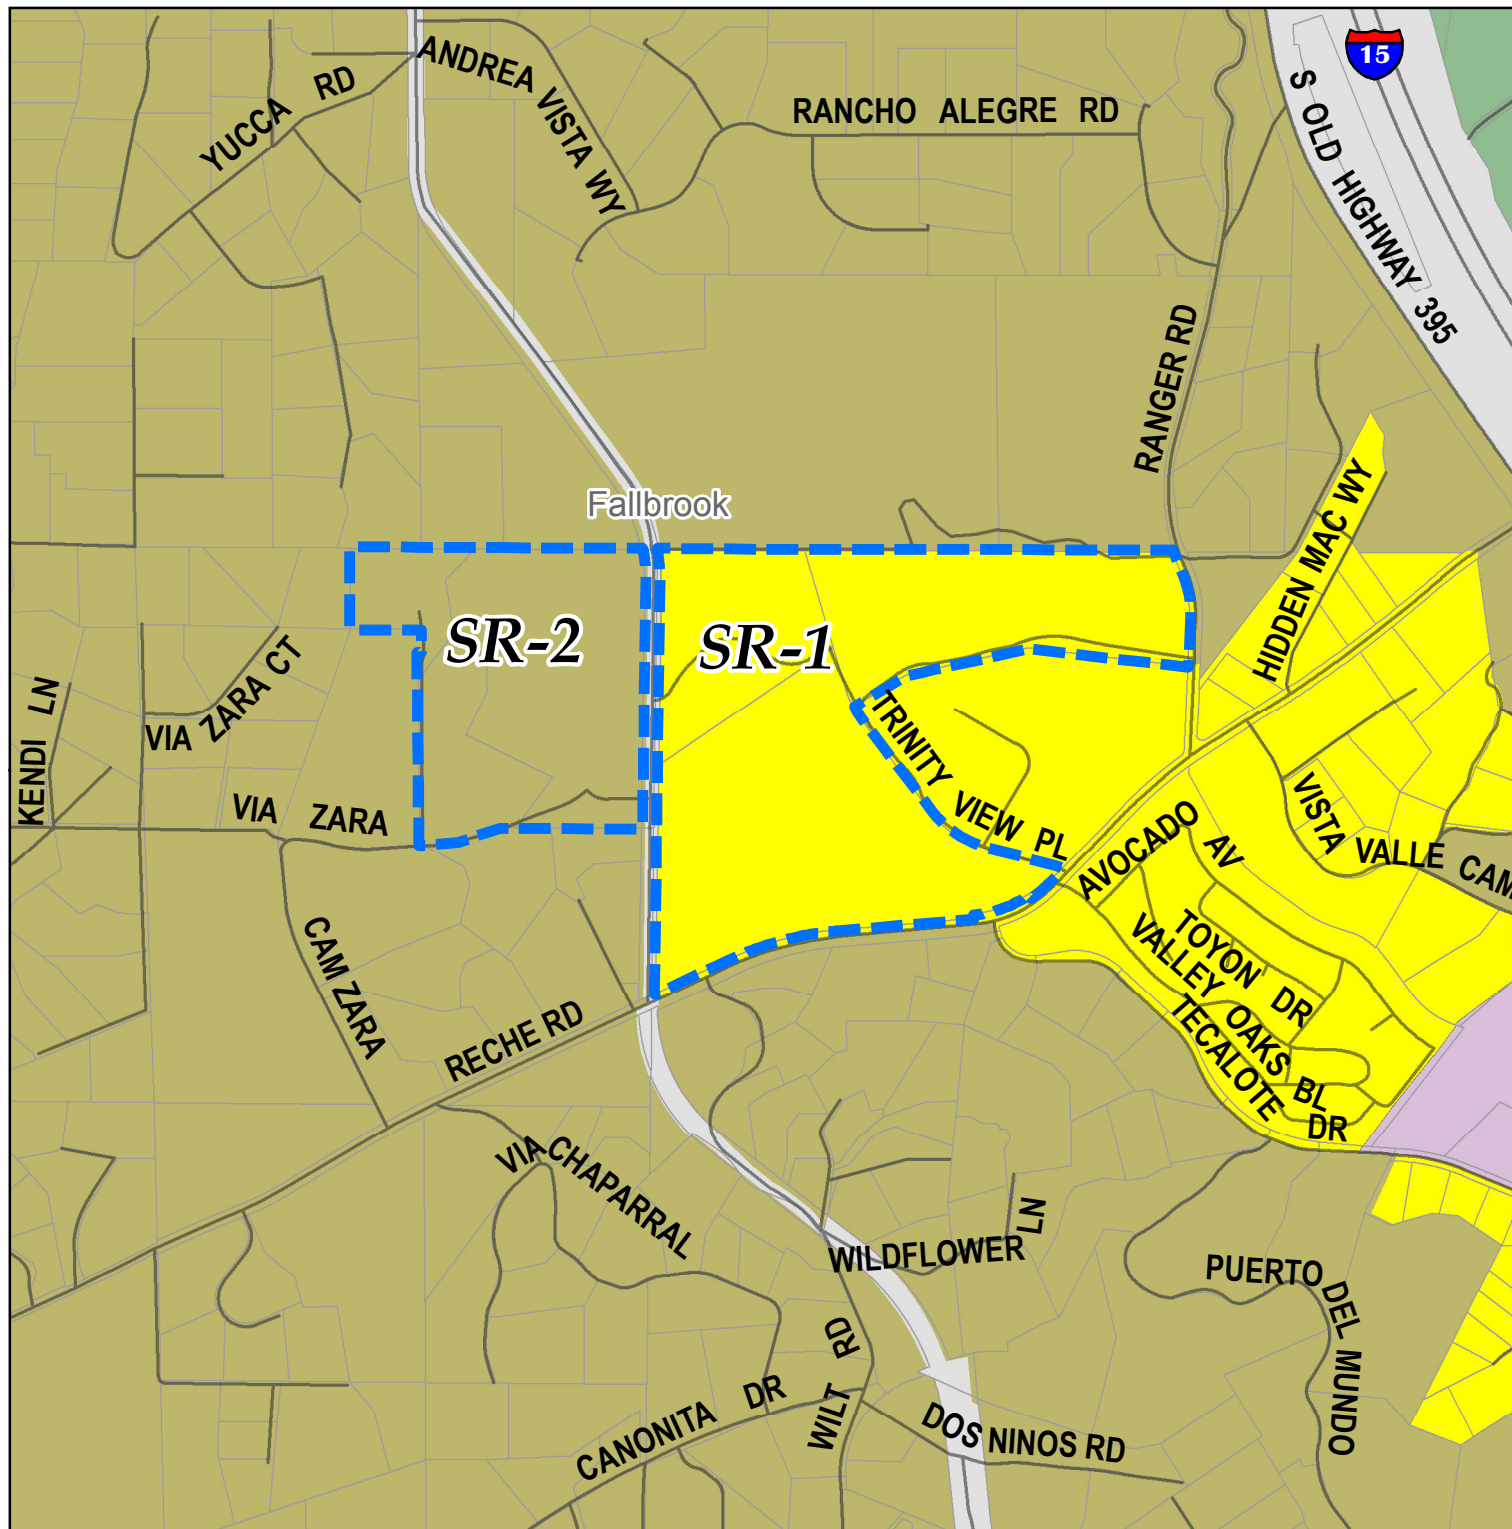 ANDREA VISTA WY
YUCCA RD
RANCHO ALEGRE RD
15
S OLD HIGHWAY 395
RANGER RD
Fallbrook
HIDDEN MAC WY
SR-2
SR-1
KENDI LN
VIA ZARA CT
VIA ZARA
TRINITY VIEW PL
AVOCADO AV
VISTA VALLE CAM
CAM ZARA
TOYON DR
VALLEY OAKS BL
TECALOTE DR
RECHE RD
VIA CHAPARRAL
WILDFLOWER LN
PUERTO DEL MUNDO
WILT RD
CANONITA DR
DOS NINOS RD